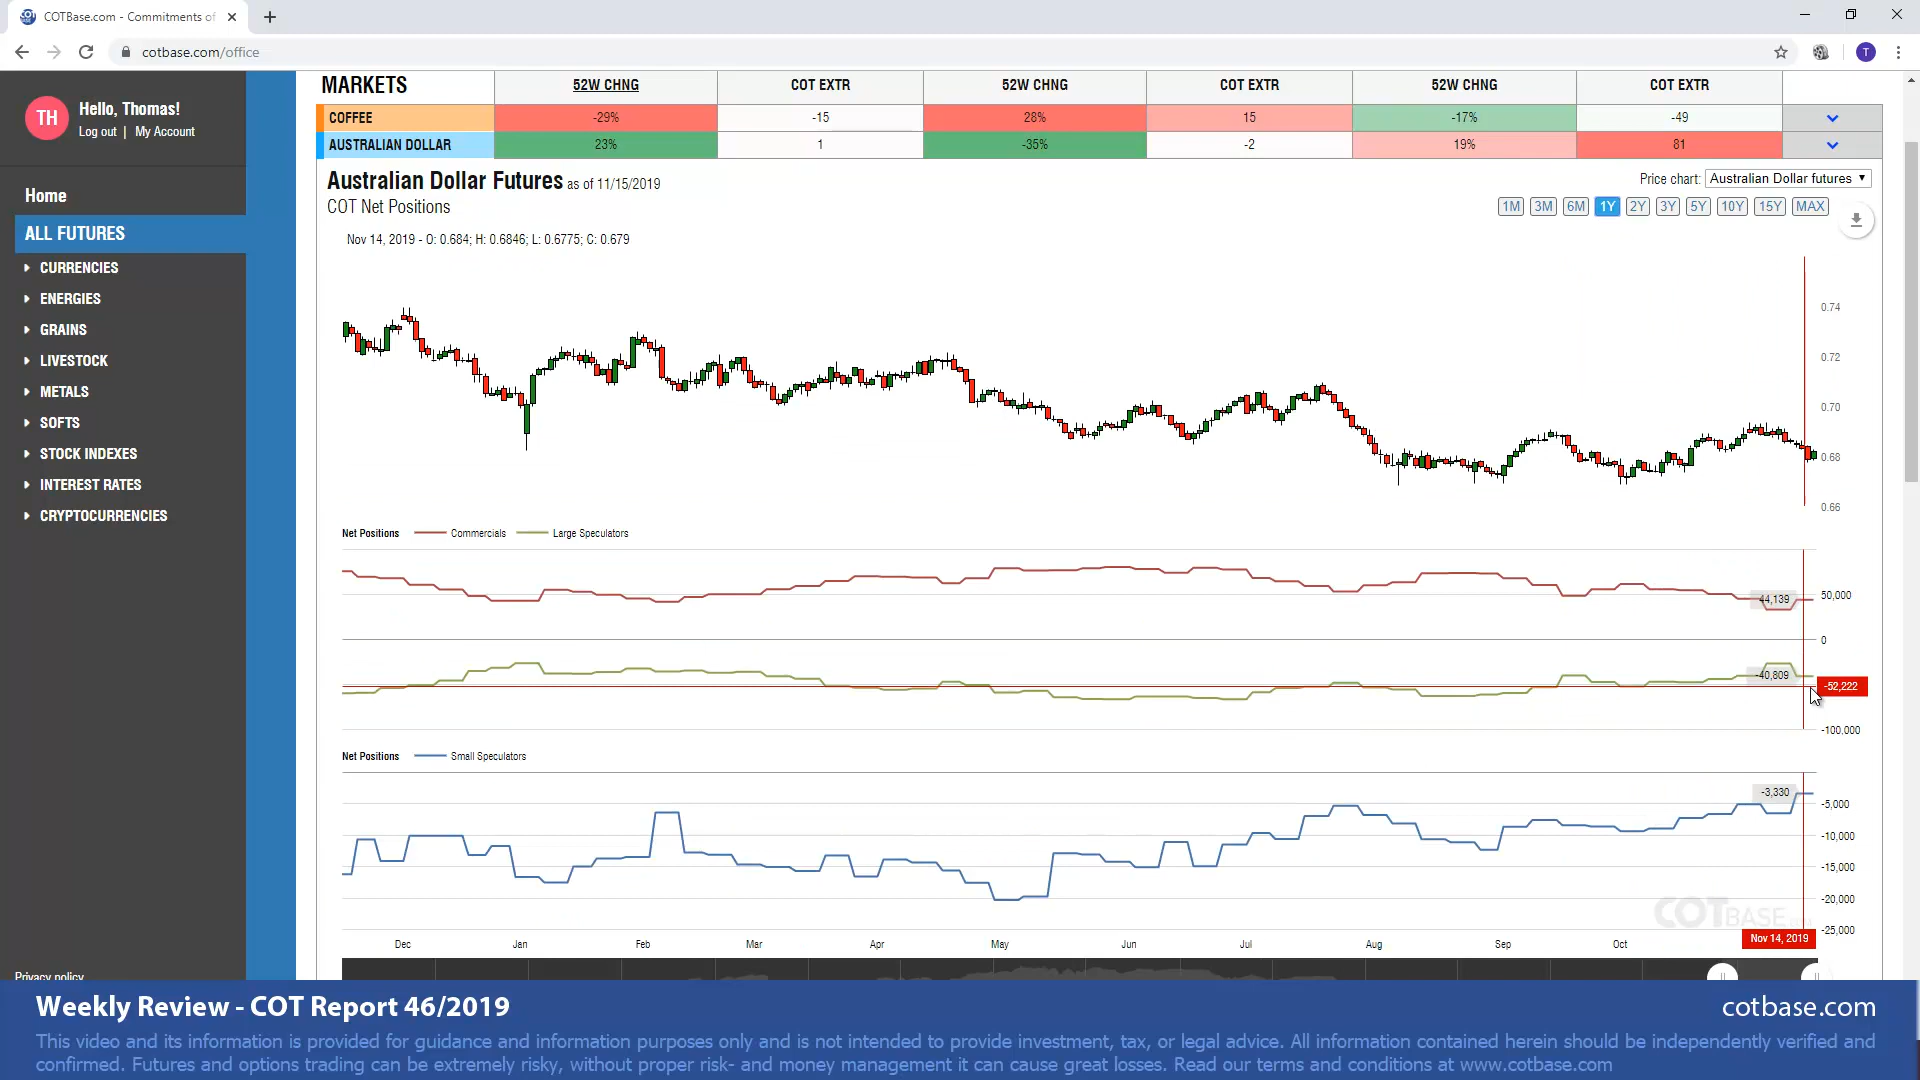 COTBase.com - Commitments of
cotbase.com/office
T
TH
Hello, Thomas!
Log out | My Account
Home
ALL FUTURES
CURRENCIES
ENERGIES
GRAINS
LIVESTOCK
METALS
SOFTS
STOCK INDEXES
INTEREST RATES
CRYPTOCURRENCIES
Privacy policy
MARKETS 52W CHNG COT EXTR 52W CHNG COT EXTR 52W CHNG COT EXTR
COFFEE -29% -15 28% 15 -17% -49
AUSTRALIAN DOLLAR 23% 1 -35% -2 19% 81
Australian Dollar Futures as of 11/15/2019
Price chart: Australian Dollar futures
COT Net Positions
1M 3M 6M 1Y 2Y 3Y 5Y 10Y 15Y MAX
Nov 14, 2019 - O: 0.684; H: 0.6846; L: 0.6775; C: 0.679
0.74
0.72
0.70
0.68
0.66
Net Positions Commercials Large Speculators
44,139
50,000
0
-40,809
-52,222
-100,000
Net Positions Small Speculators
-3,330
-5,000
-10,000
-15,000
-20,000
-25,000
COTBASE
Dec Jan Feb Mar Apr May Jun Jul Aug Sep Oct
Nov 14, 2019
Weekly Review - COT Report 46/2019
cotbase.com
This video and its information is provided for guidance and information purposes only and is not intended to provide investment, tax, or legal advice. All information contained herein should be independently verified and
confirmed. Futures and options trading can be extremely risky, without proper risk- and money management it can cause great losses. Read our terms and conditions at www.cotbase.com